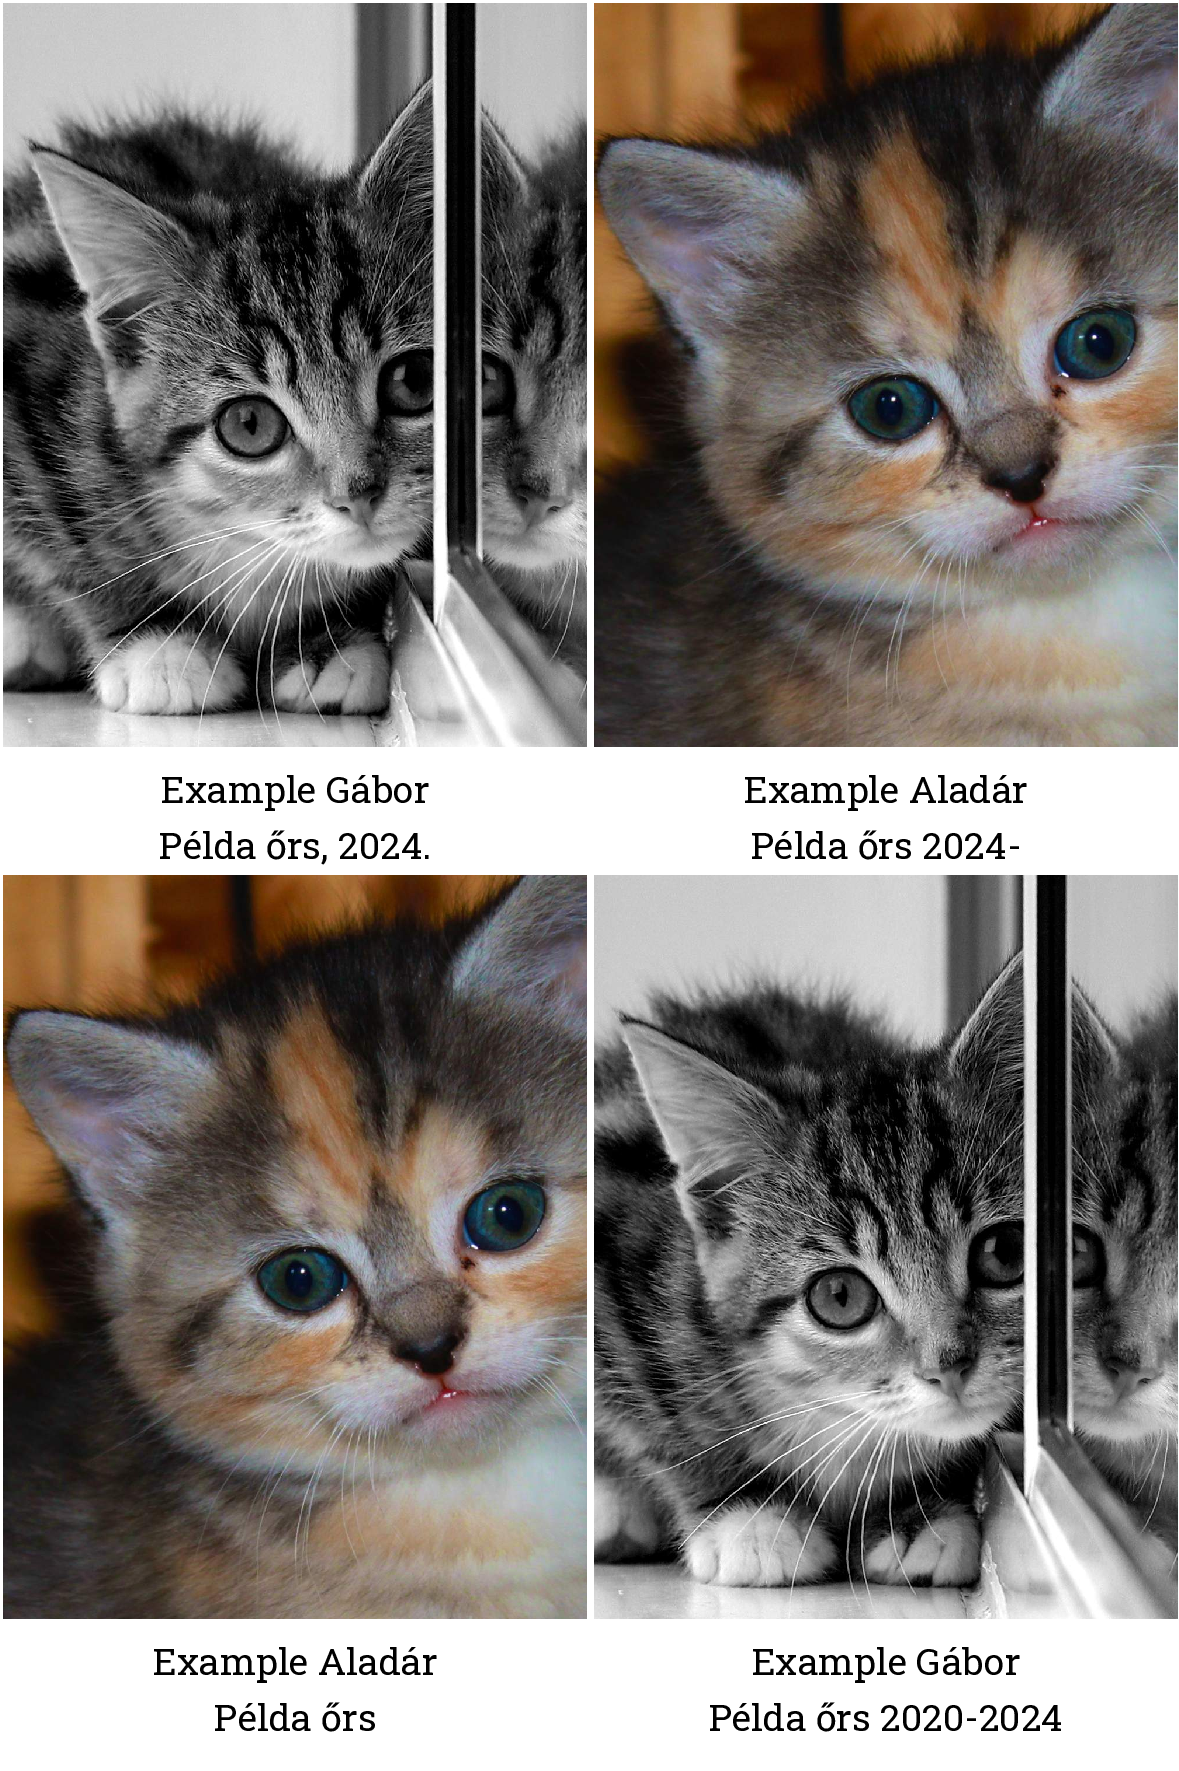 Example Gábor
Példa őrs, 2024.
Example Aladár
Példa őrs 2024-
Example Aladár
Példa őrs
Example Gábor
Példa őrs 2020-2024